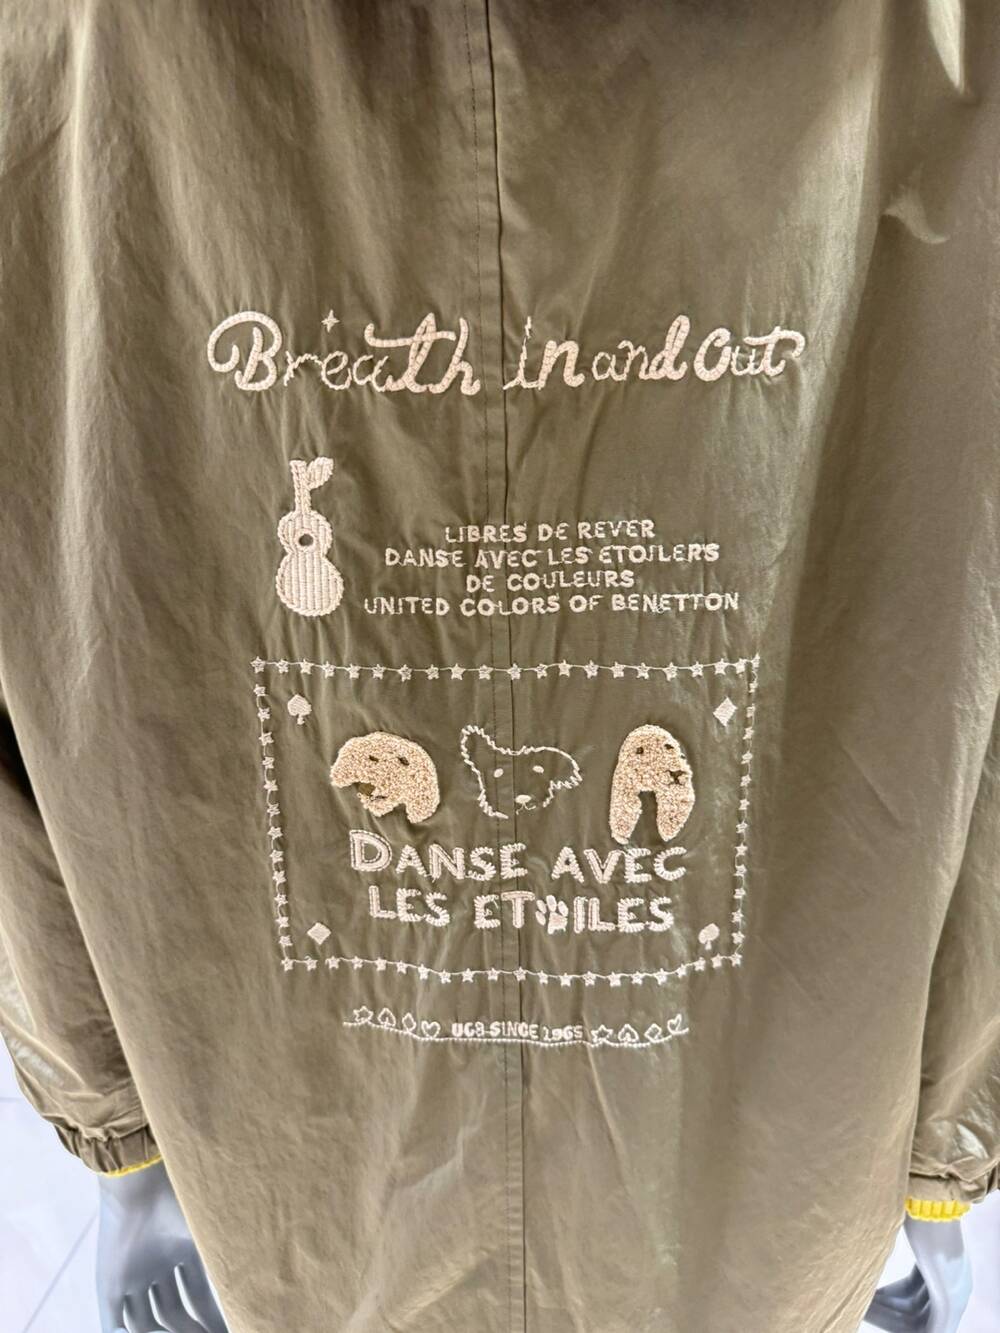 Breath In and Out
LIBRES DE REVER
DANSE AVEC LES ETOILERS
DE COULEURS
UNITED COLORS OF BENETTON
DANSE AVEC
LES ETOILES
UCB SINCE 1965